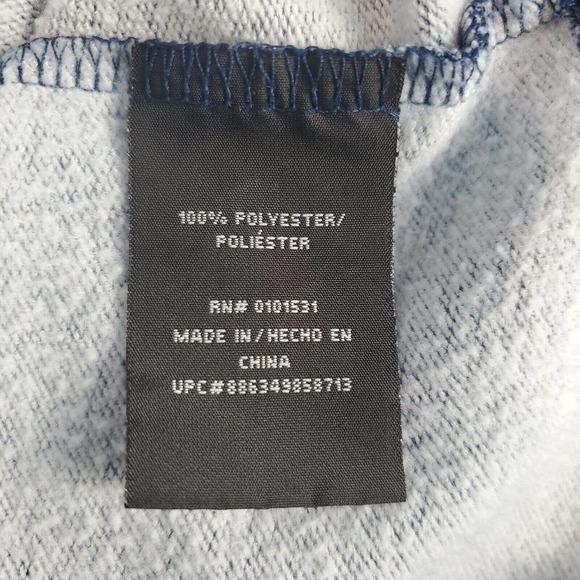 100% POLYESTER/
POLIÉSTER
RN# 0101531
MADE IN/HECHO EN
CHINA
UPC#886349858713